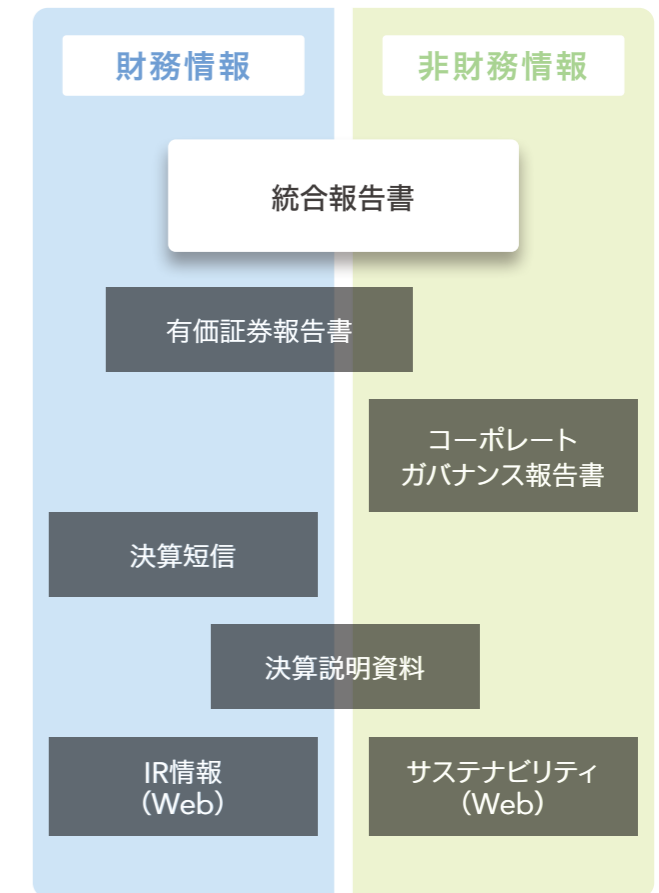 財務情報
非財務情報
統合報告書
有価証券報告書
コーポレート
ガバナンス報告書
決算短信
決算説明資料
IR情報
（Web）
サステナビリティ
（Web）